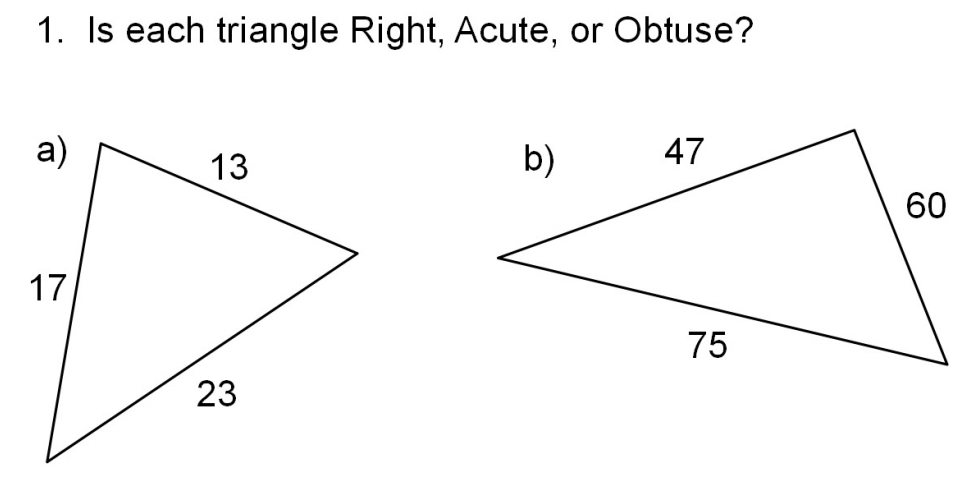 1. Is each triangle Right, Acute, or Obtuse?
a)
13
17
23
b)
47
60
75